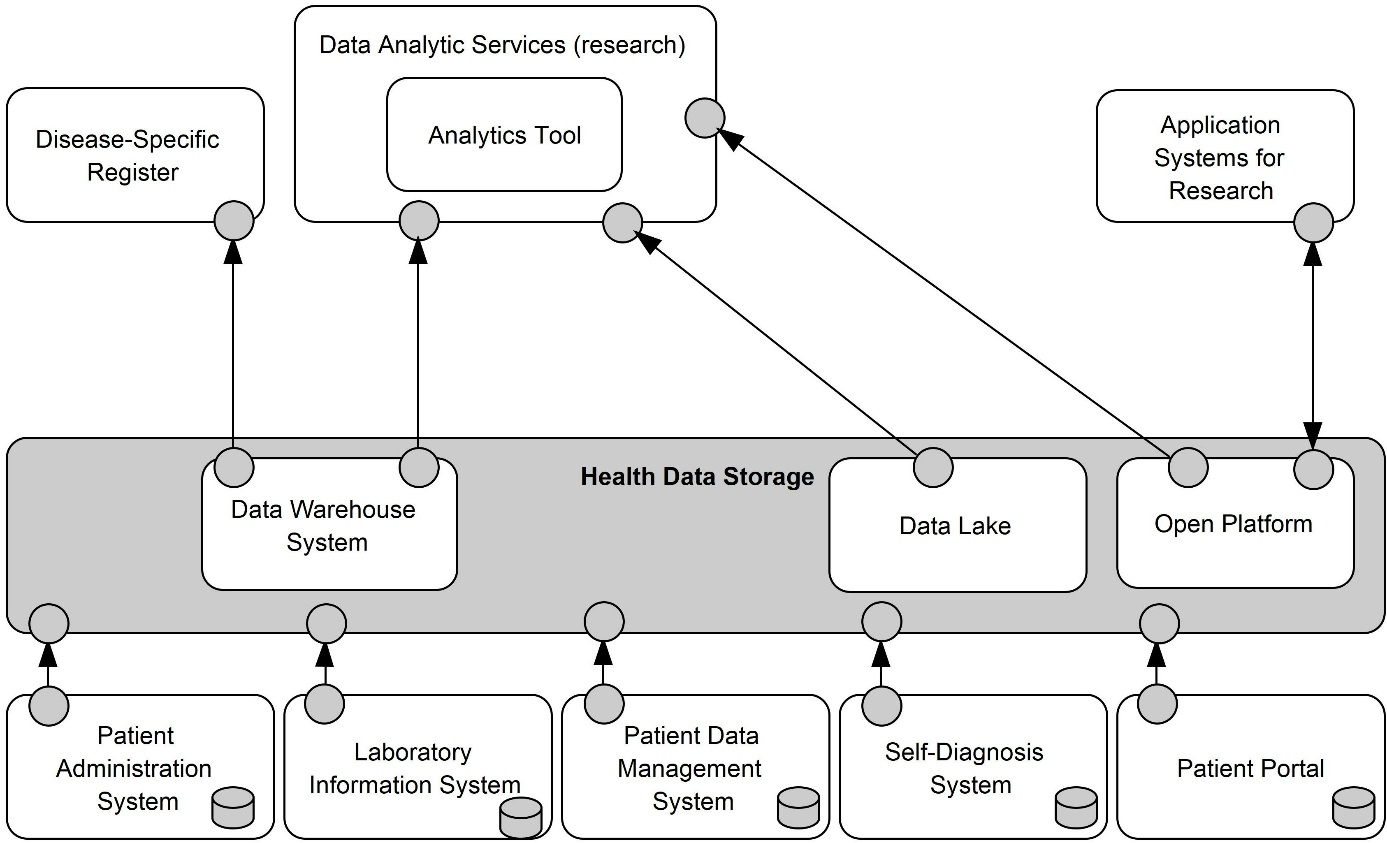 Data Analytic Services (research)
Analytics Tool
Disease-Specific
Register
Application
Systems for
Research
Health Data Storage
Data Warehouse
System
Data Lake
Open Platform
Patient
Administration
System
Laboratory
Information System
Patient Data
Management
System
Self-Diagnosis
System
Patient Portal